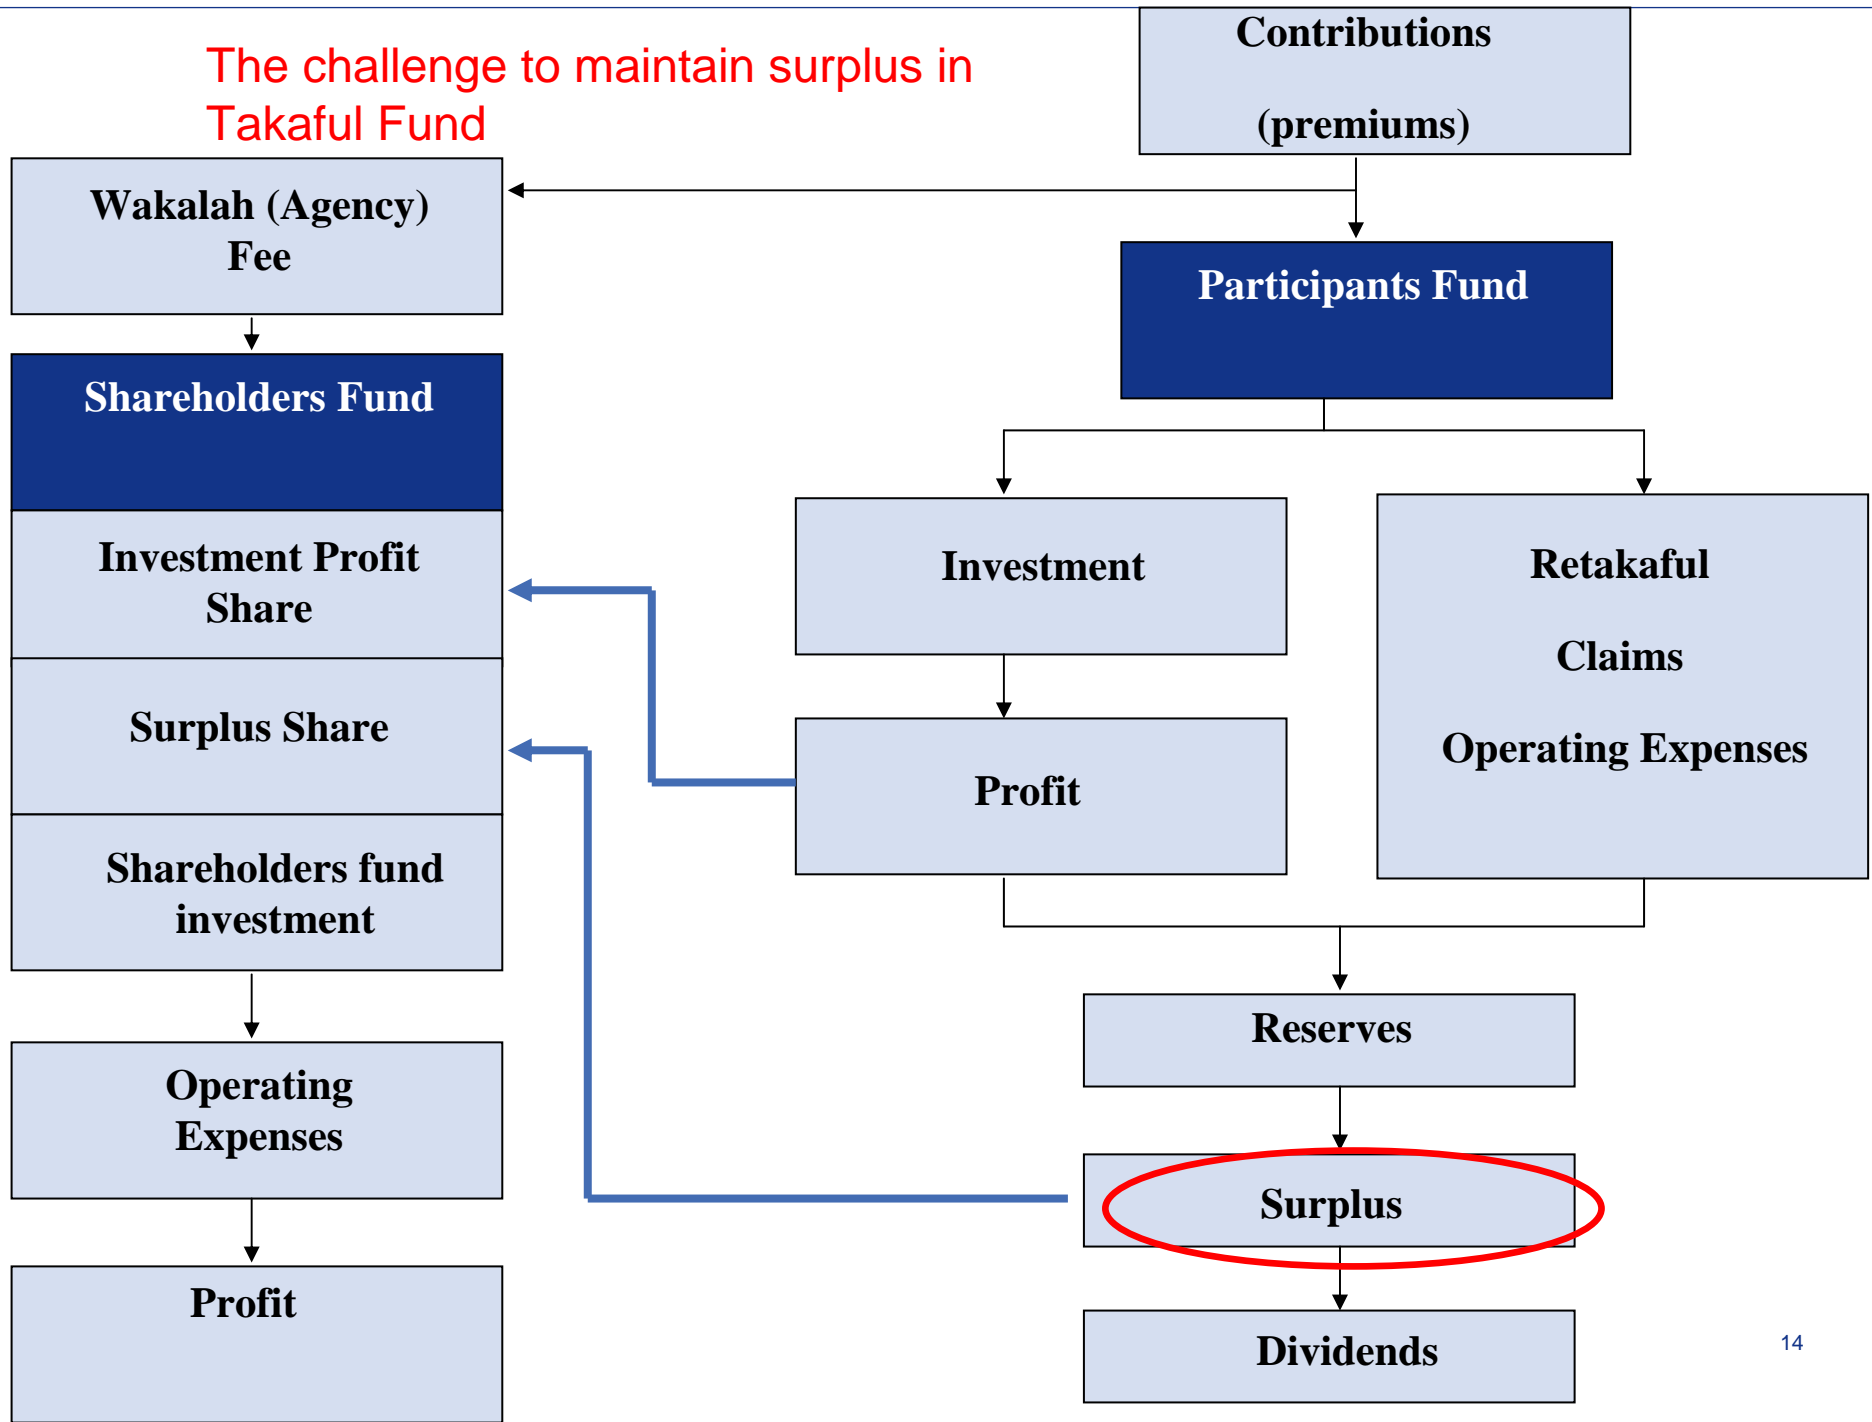 The challenge to maintain surplus in
Takaful Fund
Contributions
(premiums)
Wakalah (Agency)
Fee
Participants Fund
Shareholders Fund
Investment Profit
Share
Surplus Share
Shareholders fund
investment
Operating
Expenses
Profit
Investment
Profit
Retakaful
Claims
Operating Expenses
Reserves
Surplus
Dividends
14